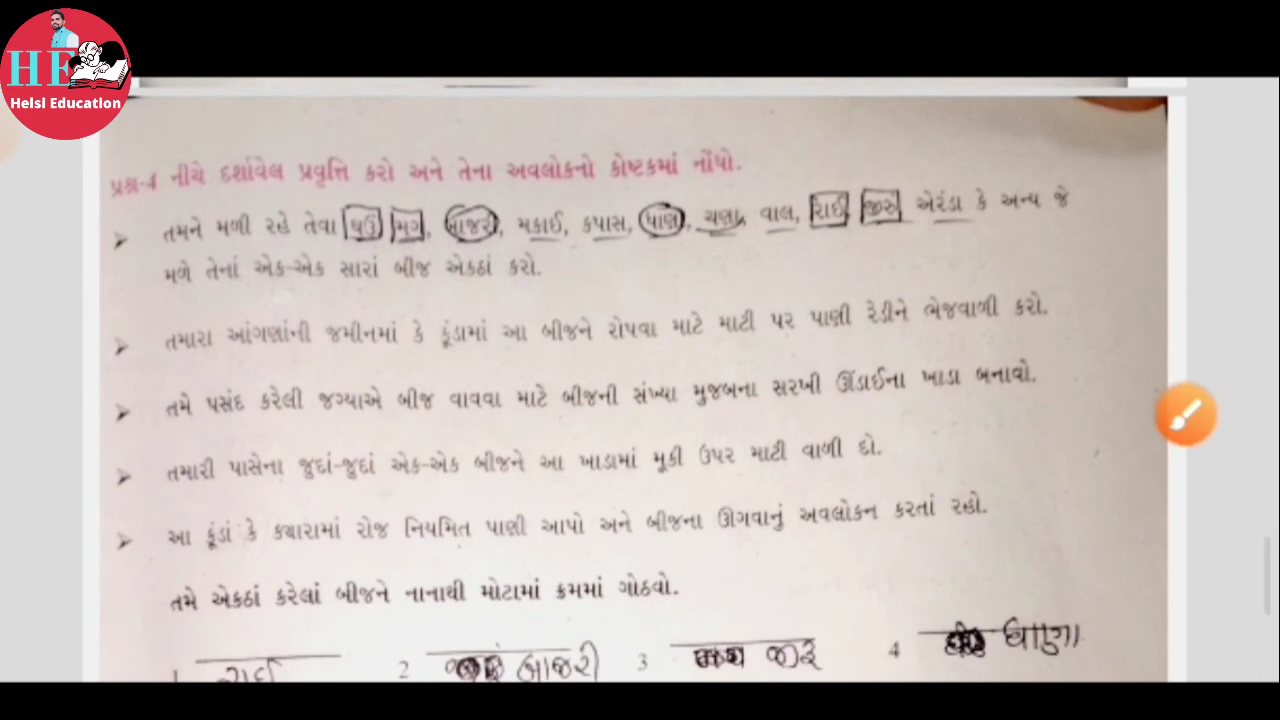 HE
Helsi Education
પ્રશ્ન-4 નીચે દર્શાવેલ પ્રવૃત્તિ કરો અને તેના અવલોકનો કોષ્ટકમાં નોંધો.
➤ તમને મળી રહે તેવા ઘઉં, મગ, બાજરી, મકાઈ, કપાસ, ધાણા, ચણા, વાલ, રાઈ, જીરું, એરંડા કે અન્ય જે
મળે તેનાં એક-એક સારાં બીજ એકઠાં કરો.
➤ તમારા આંગણાંની જમીનમાં કે કૂંડામાં આ બીજને રોપવા માટે માટી પર પાણી રેડીને ભેજવાળી કરો.
➤ તમે પસંદ કરેલી જગ્યાએ બીજ વાવવા માટે બીજની સંખ્યા મુજબના સરખી ઊંડાઈના ખાડા બનાવો.
➤ તમારી પાસેના જુદાં-જુદાં એક-એક બીજને આ ખાડામાં મૂકી ઉપર માટી વાળી દો.
➤ આ કૂંડાં કે ક્યારામાં રોજ નિયમિત પાણી આપો અને બીજના ઊગવાનું અવલોકન કરતાં રહો.
તમે એકઠાં કરેલાં બીજને નાનાથી મોટામાં ક્રમમાં ગોઠવો.
1 રાઈ 2 બાજરી 3 જીરૂ 4 ધાણા